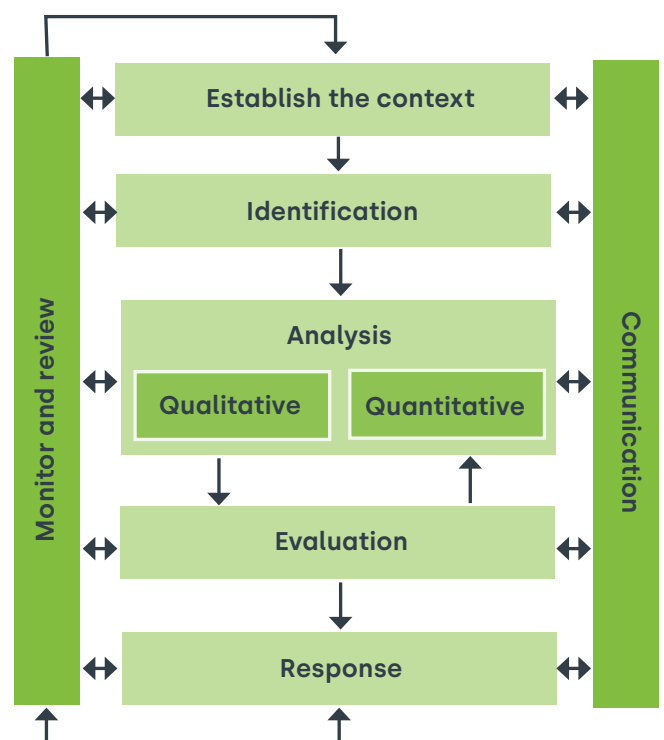 Establish the context
Identification
Analysis
Qualitative
Quantitative
Evaluation
Response
Monitor and review
Communication